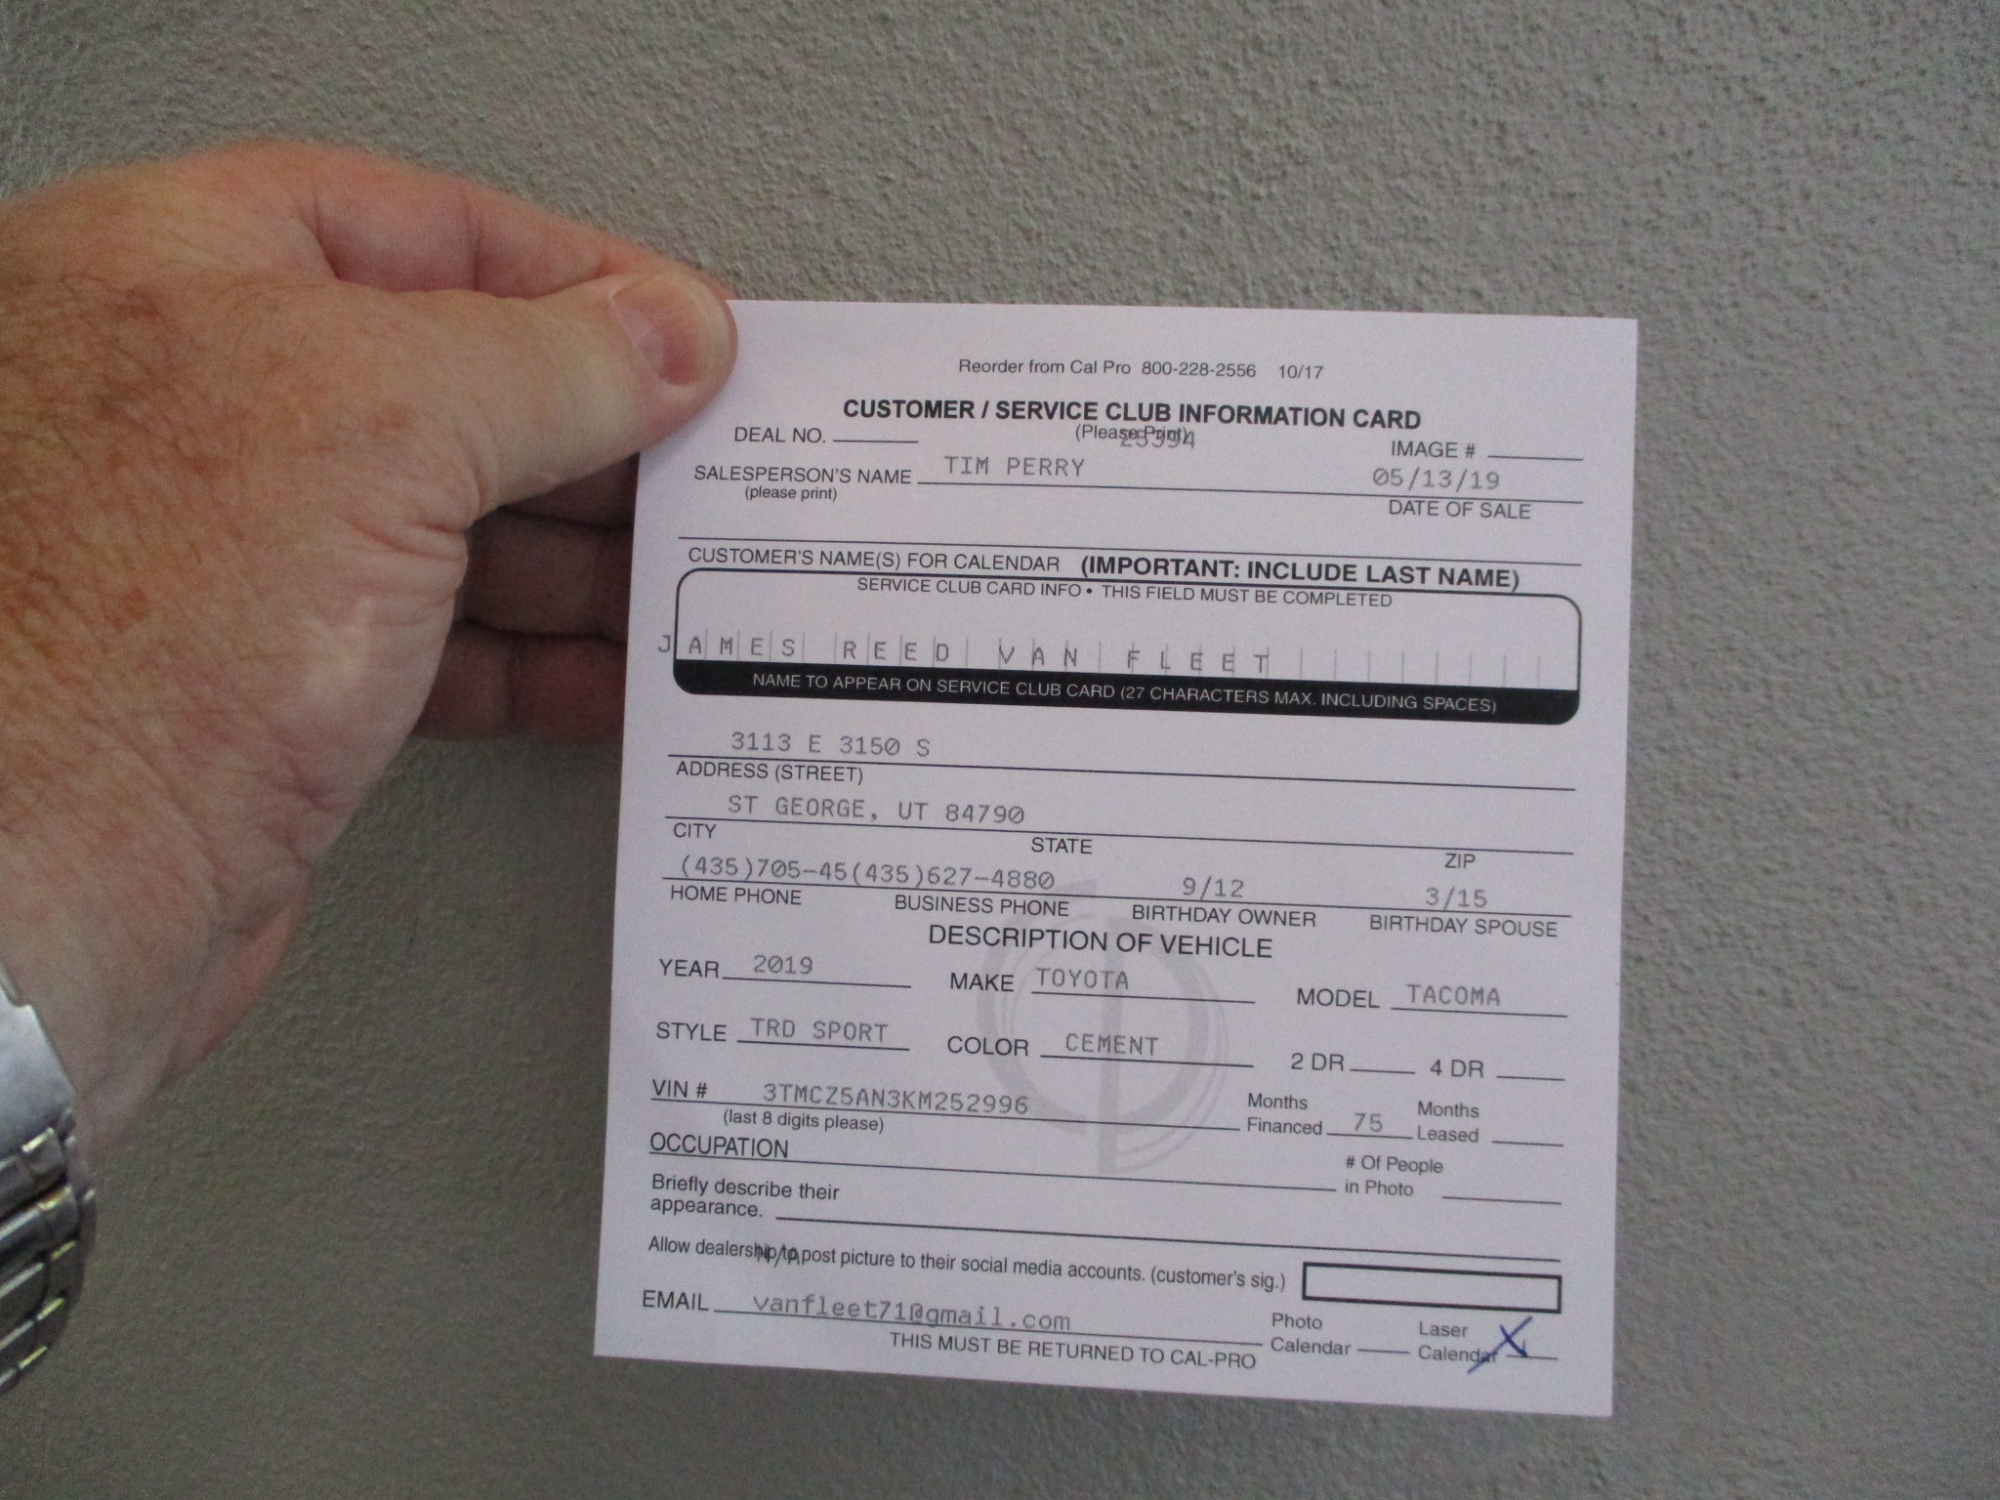 Reorder from Cal Pro 800-228-2556 10/17
CUSTOMER / SERVICE CLUB INFORMATION CARD
DEAL NO. (Please Print) IMAGE #
SALESPERSON'S NAME TIM PERRY 05/13/19
(please print) DATE OF SALE
CUSTOMER'S NAME(S) FOR CALENDAR (IMPORTANT: INCLUDE LAST NAME)
SERVICE CLUB CARD INFO • THIS FIELD MUST BE COMPLETED
JAMES REED VAN FLEET
NAME TO APPEAR ON SERVICE CLUB CARD (27 CHARACTERS MAX. INCLUDING SPACES)
3113 E 3150 S
ADDRESS (STREET)
ST GEORGE, UT 84790
CITY STATE ZIP
(435)705-45(435)627-4880 9/12 3/15
HOME PHONE BUSINESS PHONE BIRTHDAY OWNER BIRTHDAY SPOUSE
DESCRIPTION OF VEHICLE
YEAR 2019 MAKE TOYOTA MODEL TACOMA
STYLE TRD SPORT COLOR CEMENT 2 DR 4 DR
VIN # 3TMCZ5AN3KM252996 Months Financed 75 Months Leased
(last 8 digits please)
OCCUPATION # Of People in Photo
Briefly describe their
appearance.
Allow dealership to post picture to their social media accounts. (customer's sig.)
N/A
EMAIL vanfleet71@gmail.com Photo Calendar Laser Calendar X
THIS MUST BE RETURNED TO CAL-PRO